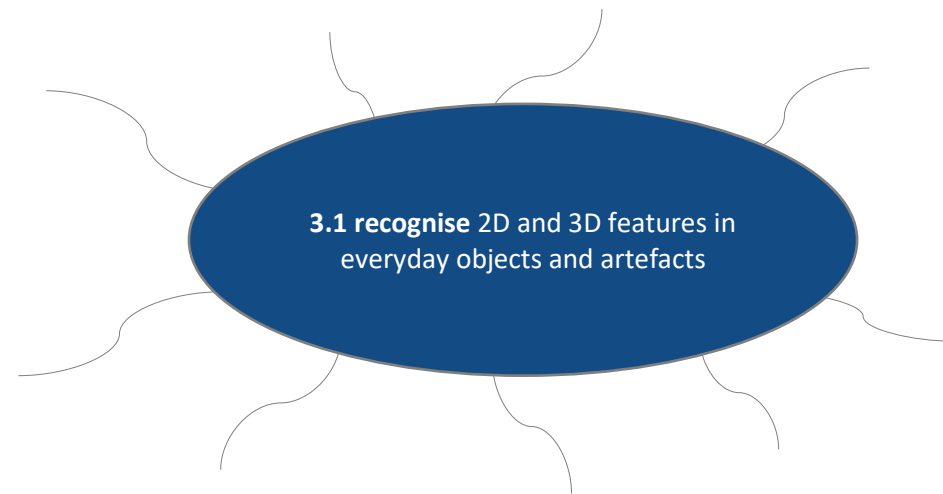 3.1 recognise 2D and 3D features in
everyday objects and artefacts